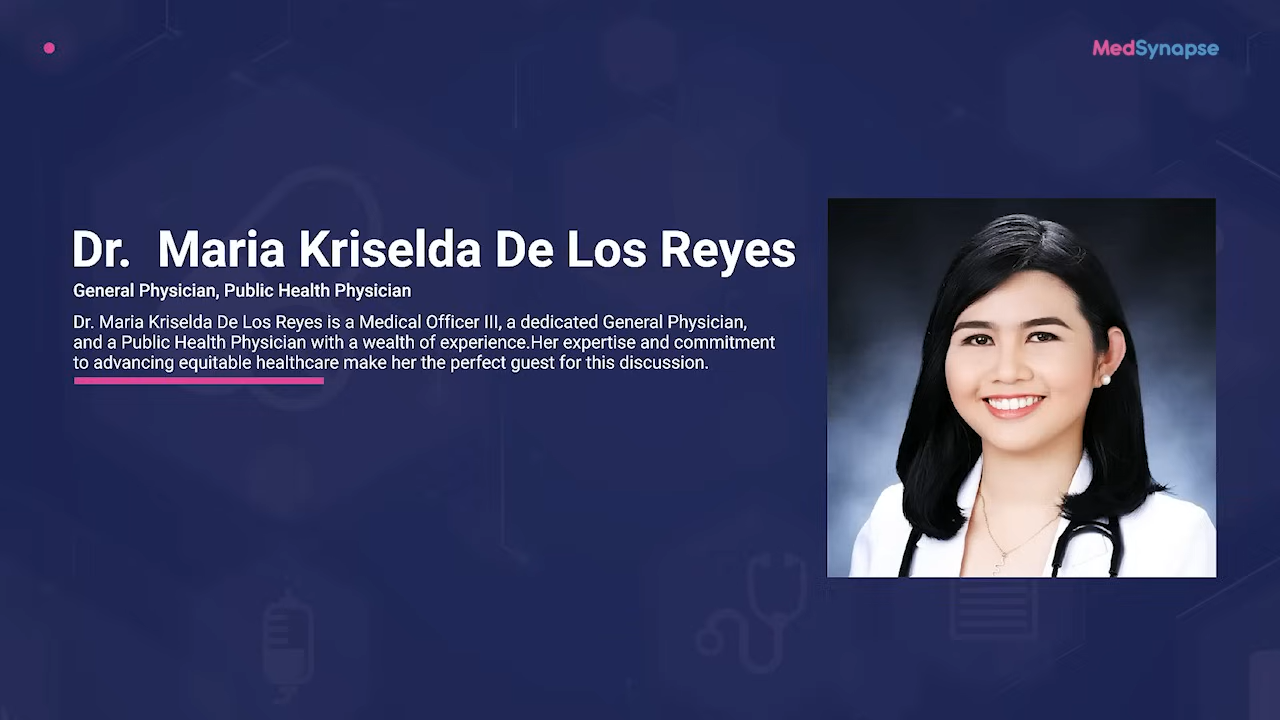 MedSynapse
Dr. Maria Kriselda De Los Reyes
General Physician, Public Health Physician
Dr. Maria Kriselda De Los Reyes is a Medical Officer III, a dedicated General Physician,
and a Public Health Physician with a wealth of experience.Her expertise and commitment
to advancing equitable healthcare make her the perfect guest for this discussion.